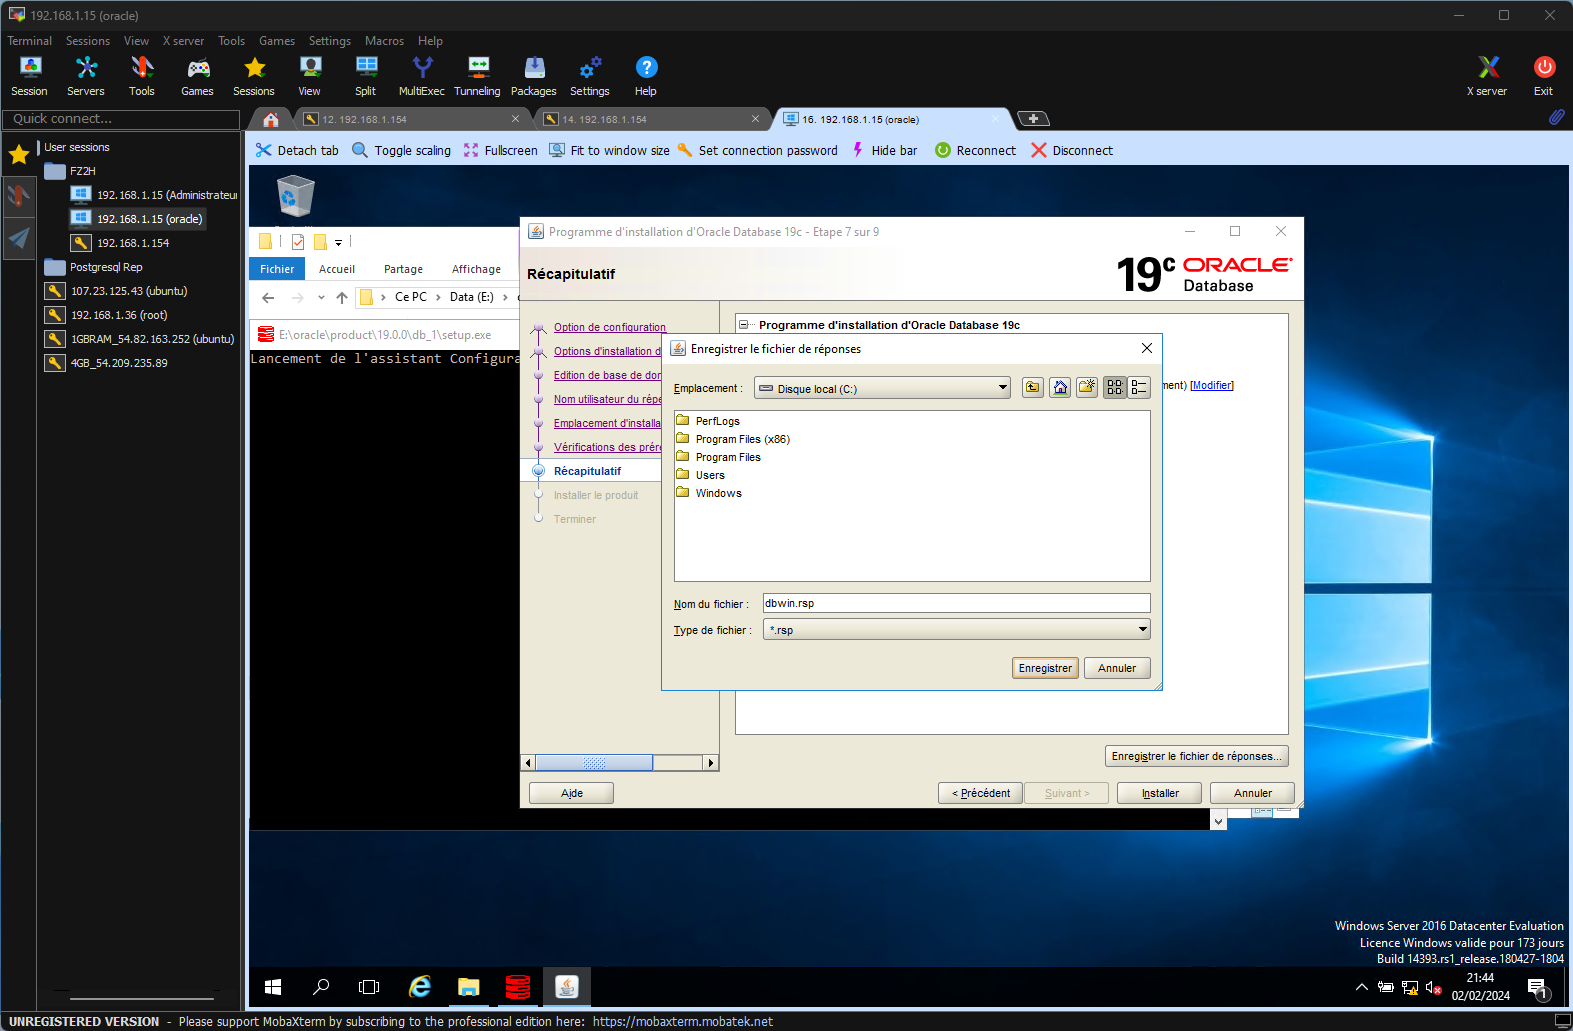 192.168.1.15 (oracle)
Terminal Sessions View X server Tools Games Settings Macros Help
Session Servers Tools Games Sessions View Split MultiExec Tunneling Packages Settings Help X server Exit
Quick connect...
12. 192.168.1.154
14. 192.168.1.154
16. 192.168.1.15 (oracle)
Detach tab Toggle scaling Fullscreen Fit to window size Set connection password Hide bar Reconnect Disconnect
User sessions
FZ2H
192.168.1.15 (Administrateur
192.168.1.15 (oracle)
192.168.1.154
Postgresql Rep
107.23.125.43 (ubuntu)
192.168.1.36 (root)
1GBRAM_54.82.163.252 (ubuntu)
4GB_54.209.235.89
Fichier Accueil Partage Affichage
Ce PC > Data (E:) >
E:\oracle\product\19.0.0\db_1\setup.exe
Lancement de l'assistant Configura
Programme d'installation d'Oracle Database 19c - Etape 7 sur 9
Récapitulatif
19c ORACLE
Database
Option de configuration
Options d'installation d
Edition de base de don
Nom utilisateur du répe
Emplacement d'installa
Vérifications des prére
Récapitulatif
Installer le produit
Terminer
Programme d'installation d'Oracle Database 19c
ment) [Modifier]
Enregistrer le fichier de réponses
Emplacement : Disque local (C:)
PerfLogs
Program Files (x86)
Program Files
Users
Windows
Nom du fichier : dbwin.rsp
Type de fichier : *.rsp
Enregistrer Annuler
Enregistrer le fichier de réponses...
Aide < Précédent Suivant > Installer Annuler
Windows Server 2016 Datacenter Evaluation
Licence Windows valide pour 173 jours
Build 14393.rs1_release.180427-1804
21:44
02/02/2024
1
UNREGISTERED VERSION - Please support MobaXterm by subscribing to the professional edition here: https://mobaxterm.mobatek.net